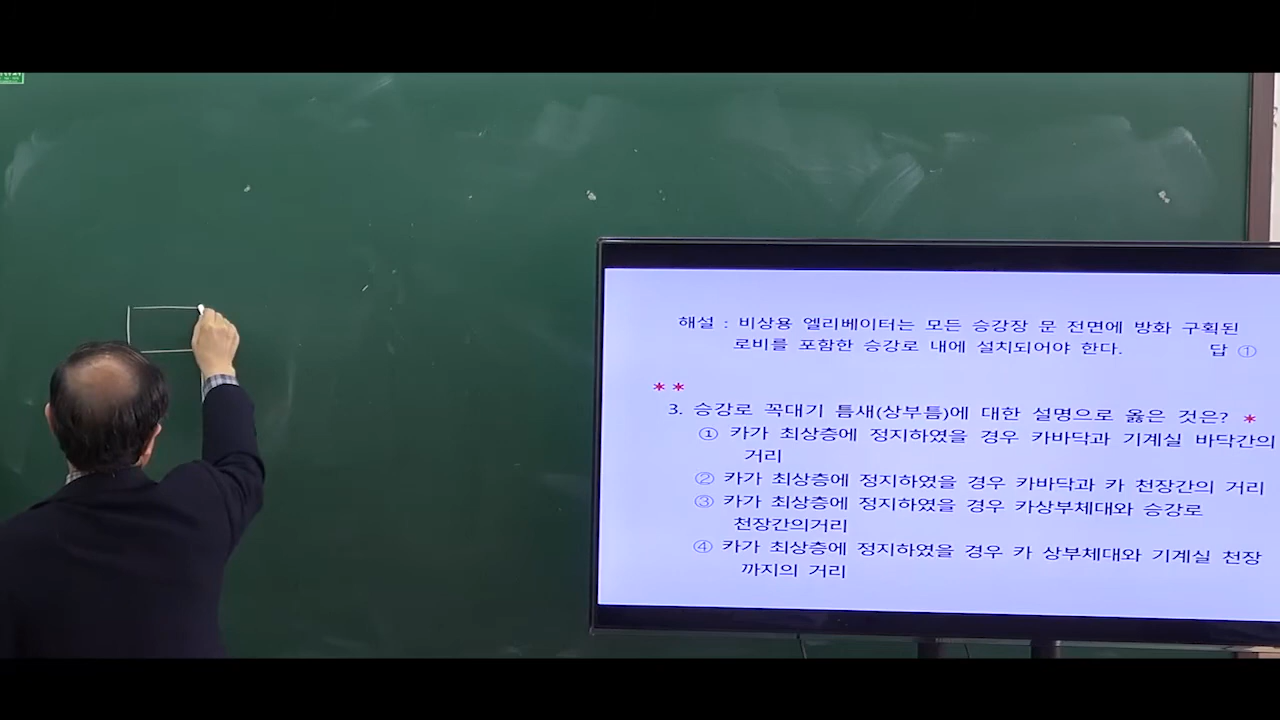 해설 : 비상용 엘리베이터는 모든 승강장 문 전면에 방화 구획된
로비를 포함한 승강로 내에 설치되어야 한다. 답 ①
**
3. 승강로 꼭대기 틈새(상부틈)에 대한 설명으로 옳은 것은? *
① 카가 최상층에 정지하였을 경우 카바닥과 기계실 바닥간의
거리
② 카가 최상층에 정지하였을 경우 카바닥과 카 천장간의 거리
③ 카가 최상층에 정지하였을 경우 카상부체대와 승강로
천장간의거리
④ 카가 최상층에 정지하였을 경우 카 상부체대와 기계실 천장
까지의 거리